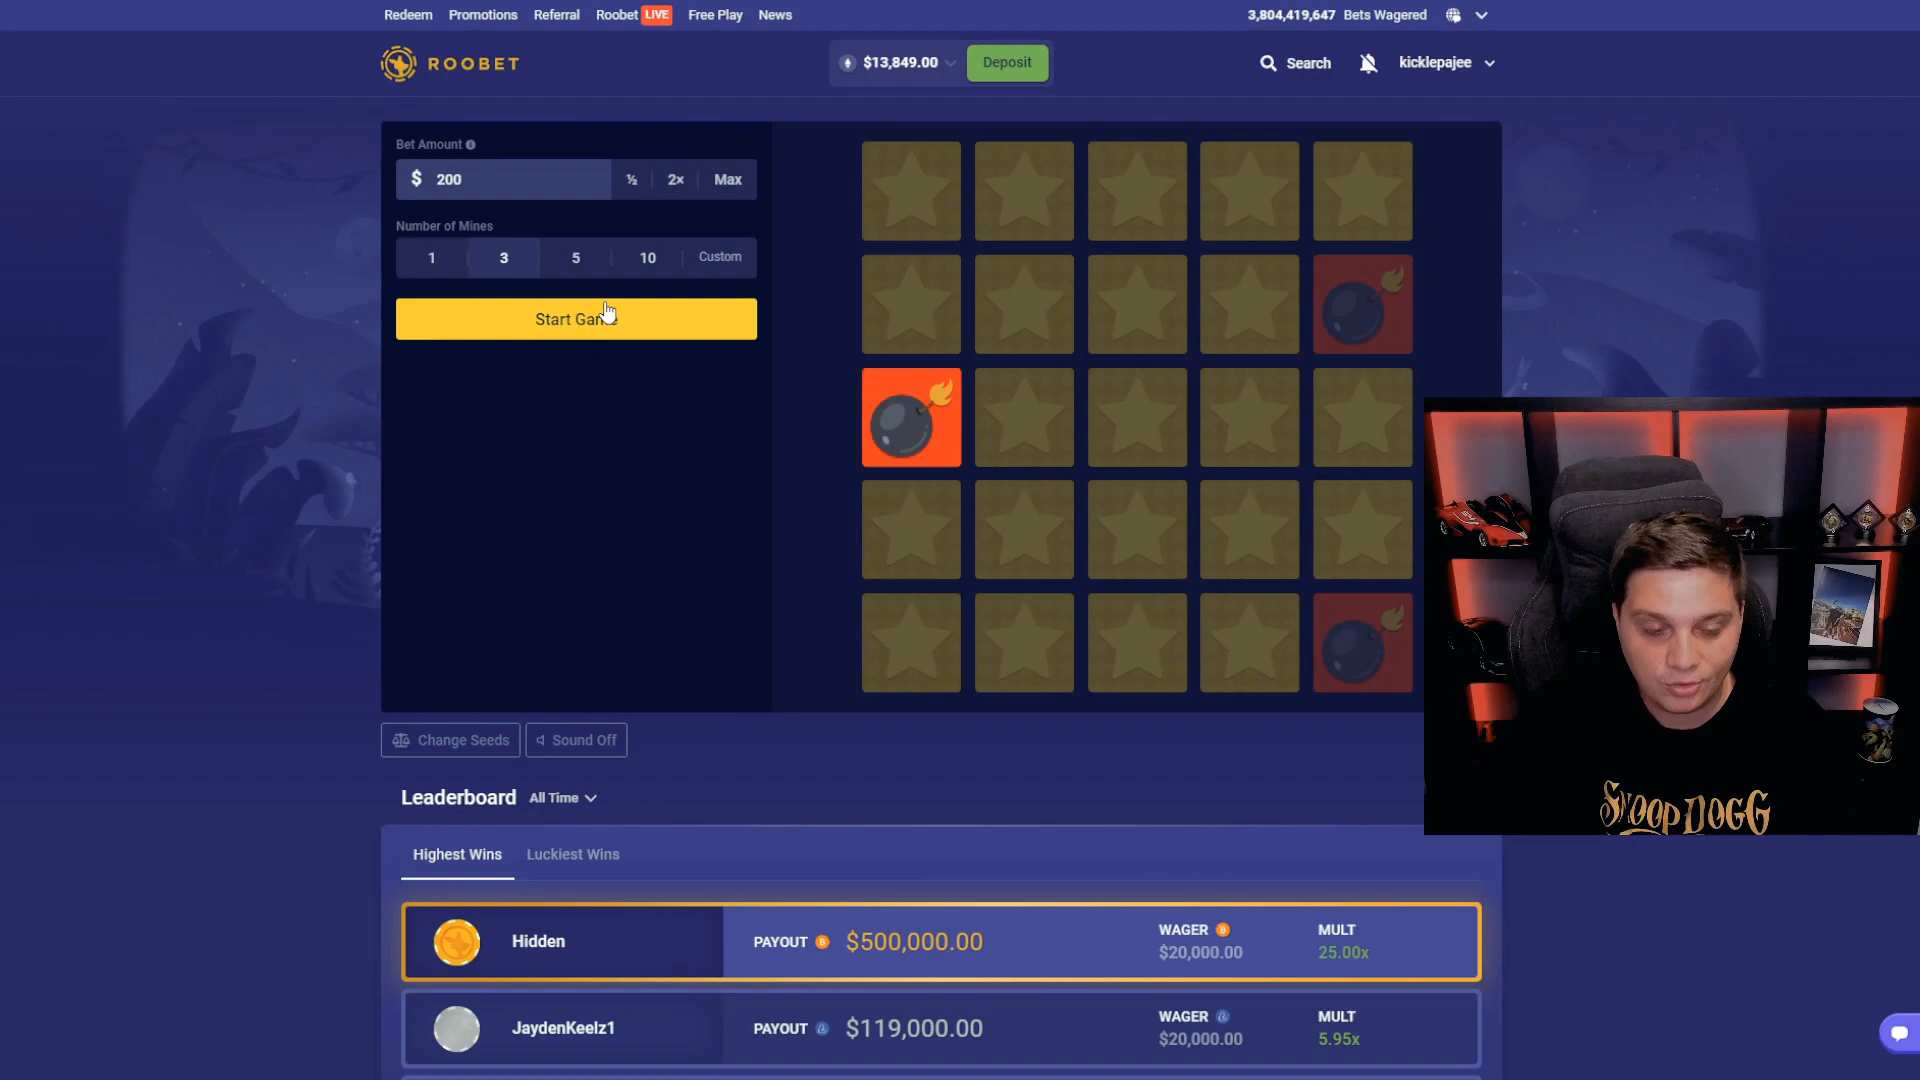 Redeem Promotions Referral Roobet LIVE Free Play News 3,804,419,647 Bets Wagered
ROOBET $13,849.00 Deposit Search kicklepajee
Bet Amount
$ 200 ½ 2× Max
Number of Mines
1 3 5 10 Custom
Start Game
Change Seeds Sound Off
SNOOP DOGG
Leaderboard All Time
Highest Wins Luckiest Wins
Hidden PAYOUT $500,000.00 WAGER $20,000.00 MULT 25.00x
JaydenKeelz1 PAYOUT $119,000.00 WAGER $20,000.00 MULT 5.95x